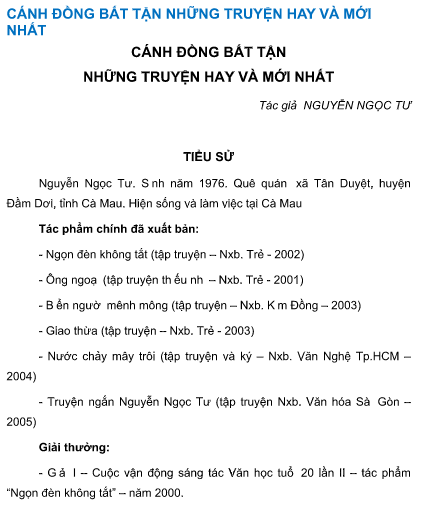 CÁNH ĐỒNG BẤT TẬN NHỮNG TRUYỆN HAY VÀ MỚI
NHẤT
CÁNH ĐỒNG BẤT TẬN
NHỮNG TRUYỆN HAY VÀ MỚI NHẤT
Tác giả NGUYỄN NGỌC TƯ
TIỂU SỬ
Nguyễn Ngọc Tư. S nh năm 1976. Quê quán xã Tân Duyệt, huyện
Đầm Dơi, tỉnh Cà Mau. Hiện sống và làm việc tại Cà Mau
Tác phẩm chính đã xuất bản:
- Ngọn đèn không tắt (tập truyện – Nxb. Trẻ - 2002)
- Ông ngoạ (tập truyện th ếu nh – Nxb. Trẻ - 2001)
- B ển ngườ mênh mông (tập truyện – Nxb. K m Đồng – 2003)
- Giao thừa (tập truyện – Nxb. Trẻ - 2003)
- Nước chảy mây trôi (tập truyện và ký – Nxb. Văn Nghệ Tp.HCM –
2004)
- Truyện ngắn Nguyễn Ngọc Tư (tập truyện Nxb. Văn hóa Sà Gòn –
2005)
Giải thưởng:
- G ả I – Cuộc vận động sáng tác Văn học tuổ 20 lần II – tác phẩm
“Ngọn đèn không tắt” – năm 2000.